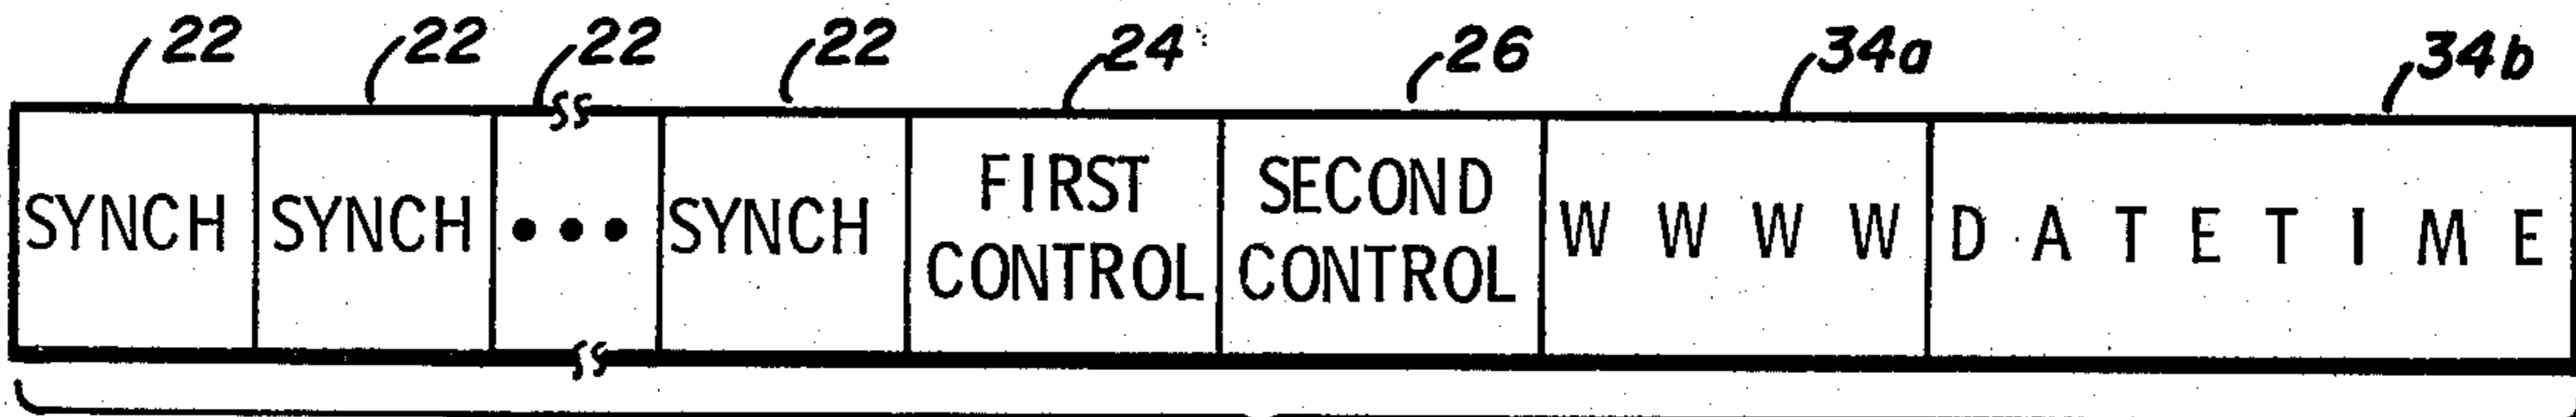 22 22 22 22 24 26 34a 34b
SYNCH SYNCH ••• SYNCH FIRST CONTROL SECOND CONTROL W W W W D A T E T I M E